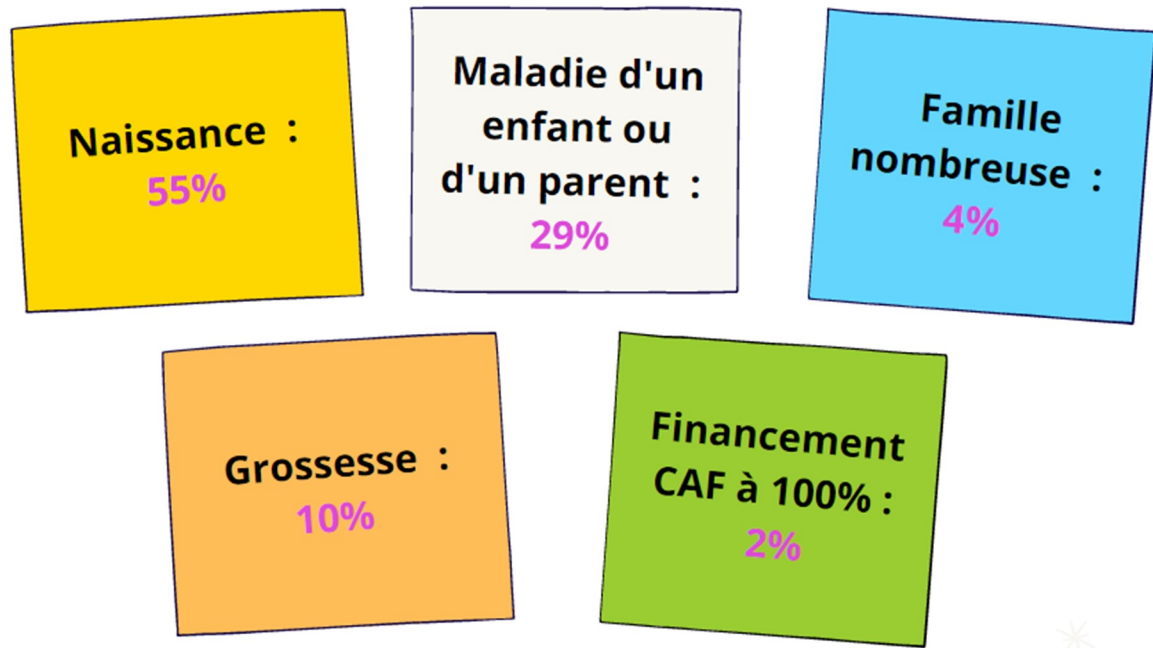 Naissance :
55%
Maladie d'un
enfant ou
d'un parent :
29%
Famille
nombreuse :
4%
Grossesse :
10%
Financement
CAF à 100% :
2%